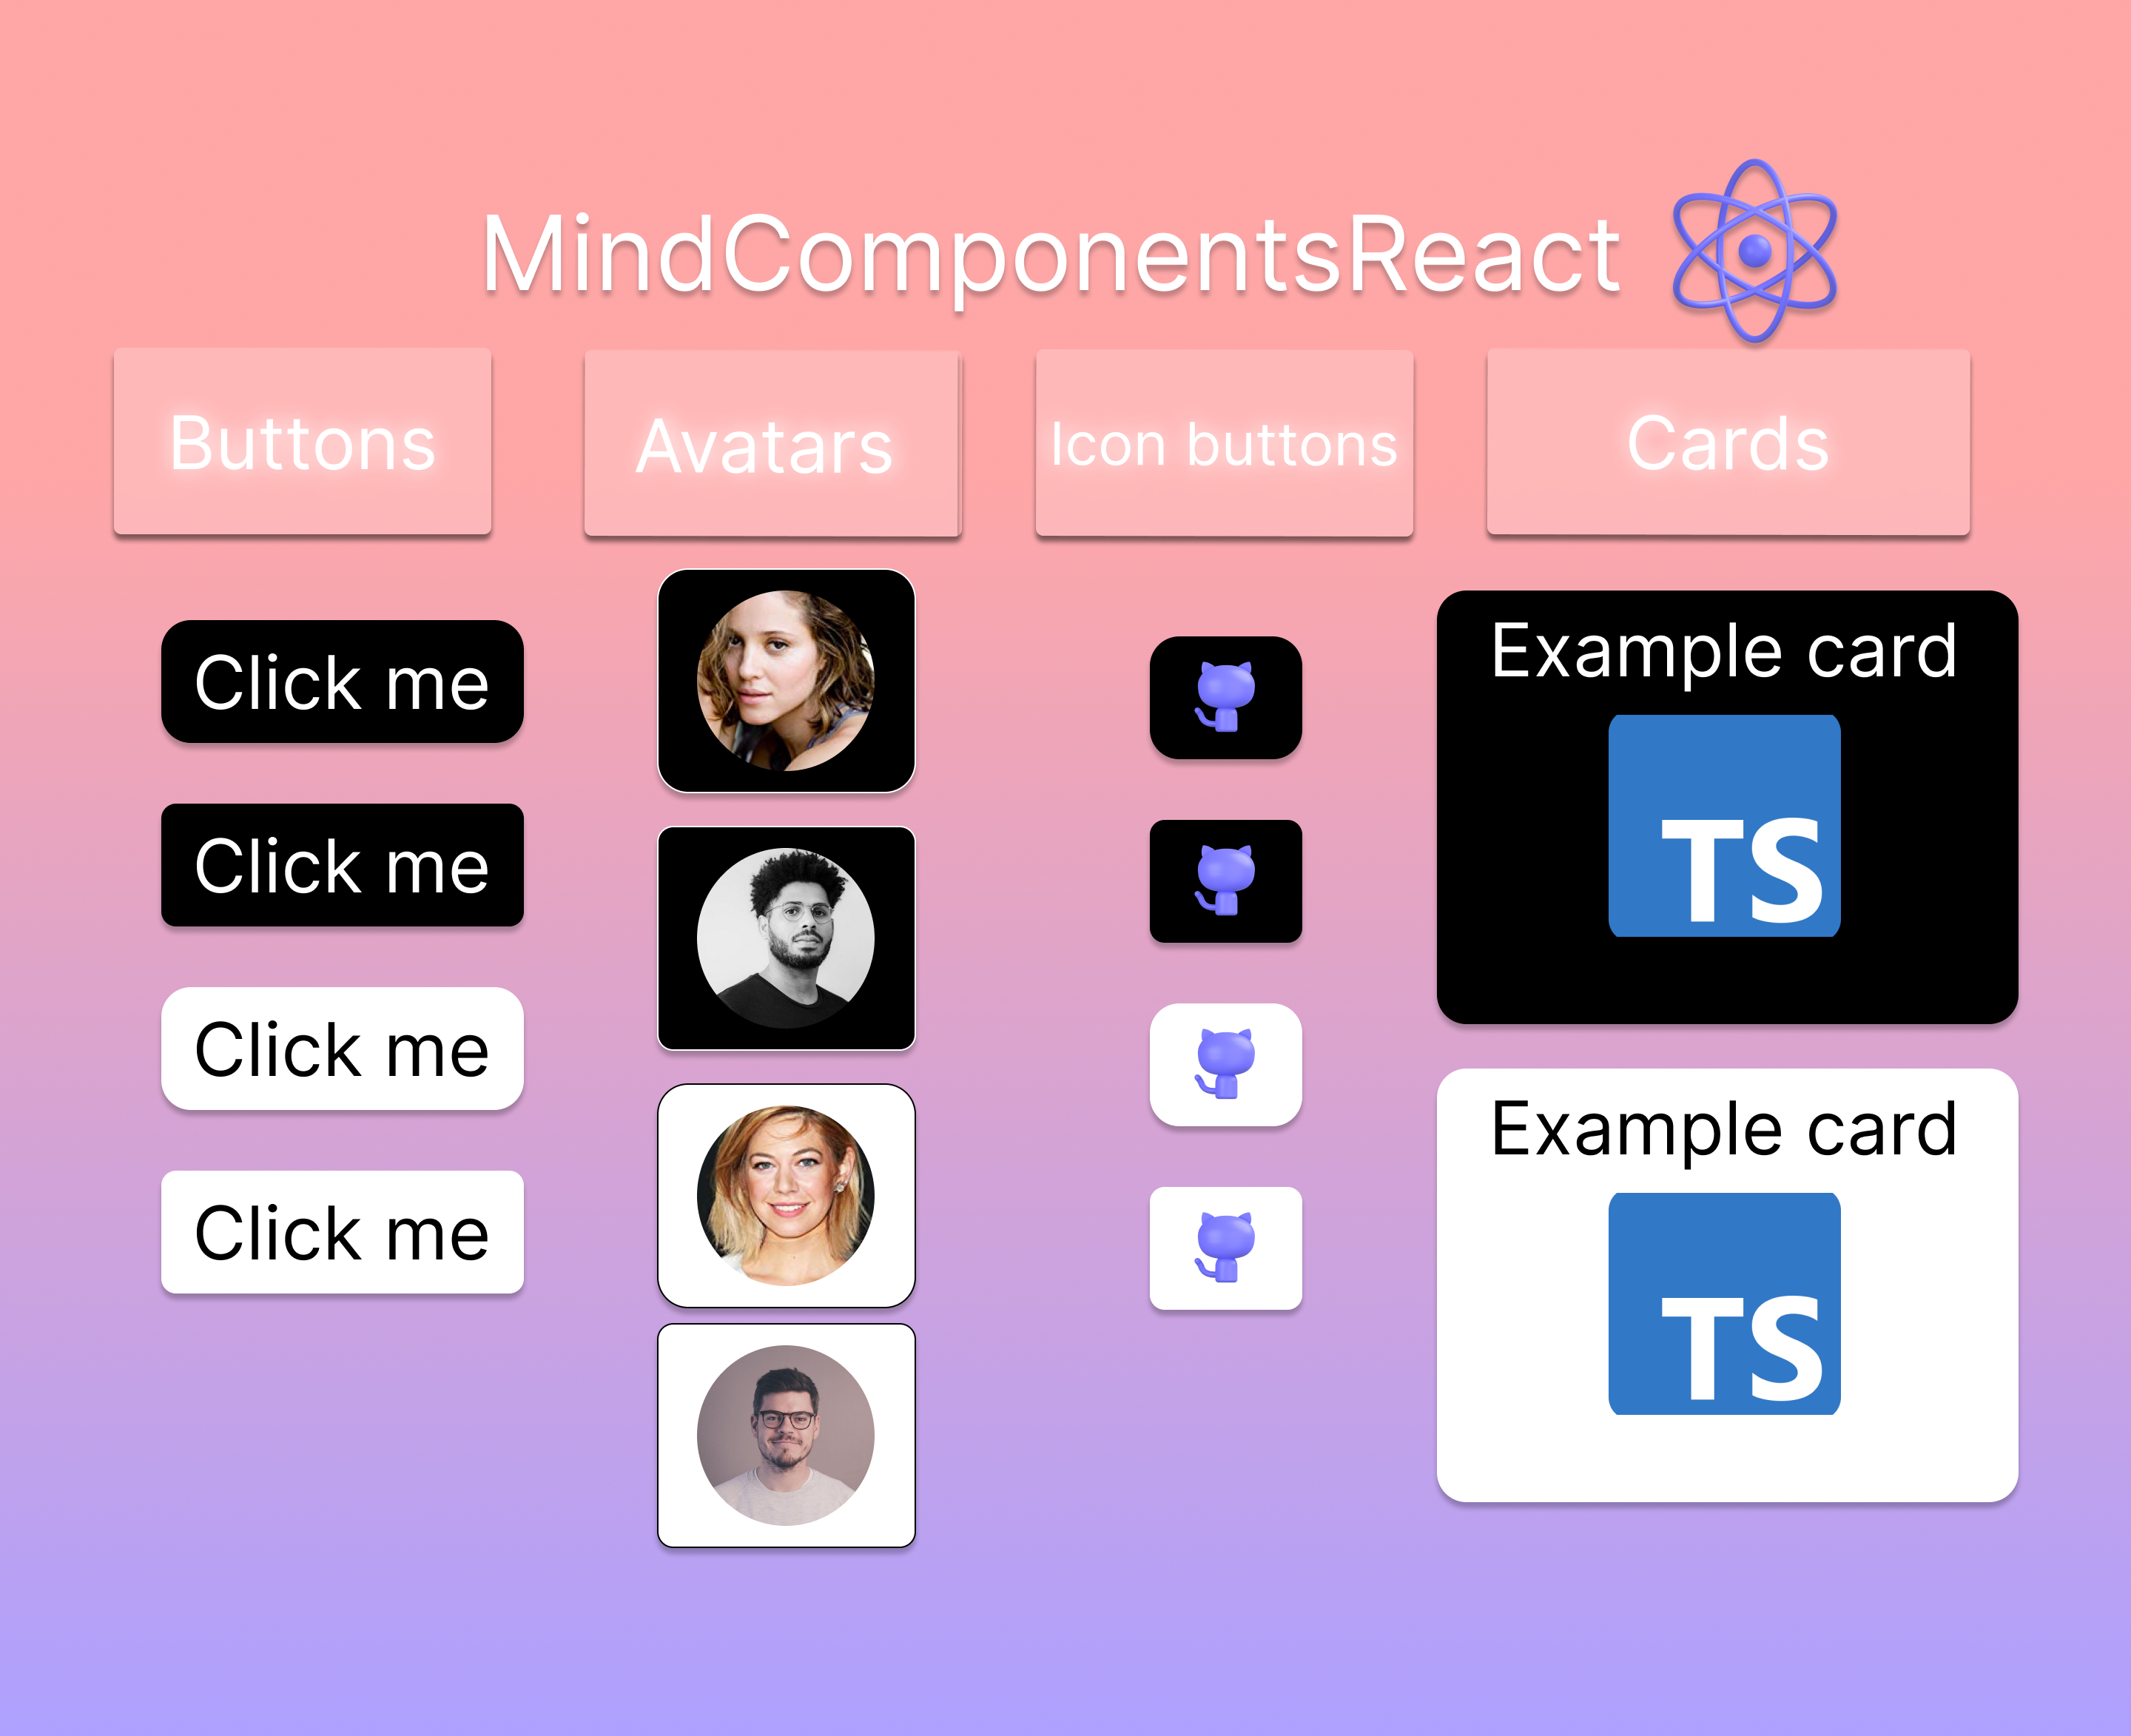 MindComponentsReact
Buttons
Avatars
Icon buttons
Cards
Click me
Click me
Click me
Click me
Example card
TS
Example card
TS